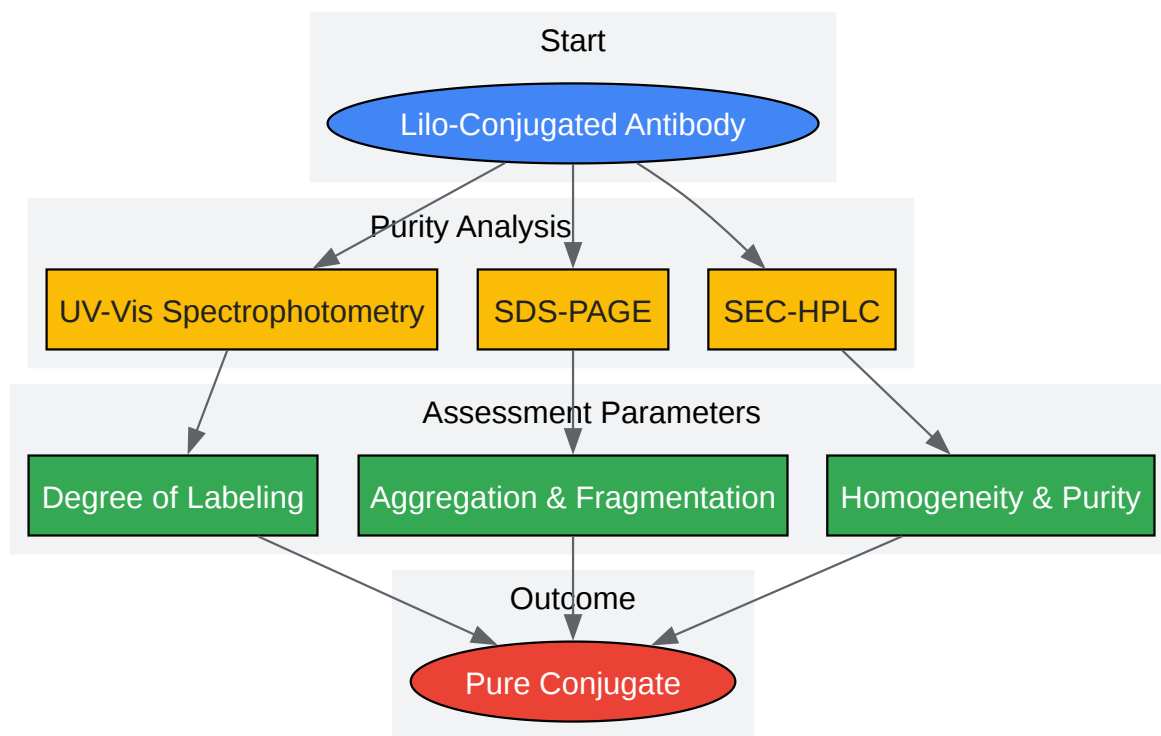 Start
Lilo-Conjugated Antibody
Purity Analysis
UV-Vis Spectrophotometry
SDS-PAGE
SEC-HPLC
Assessment Parameters
Degree of Labeling
Aggregation & Fragmentation
Homogeneity & Purity
Outcome
Pure Conjugate